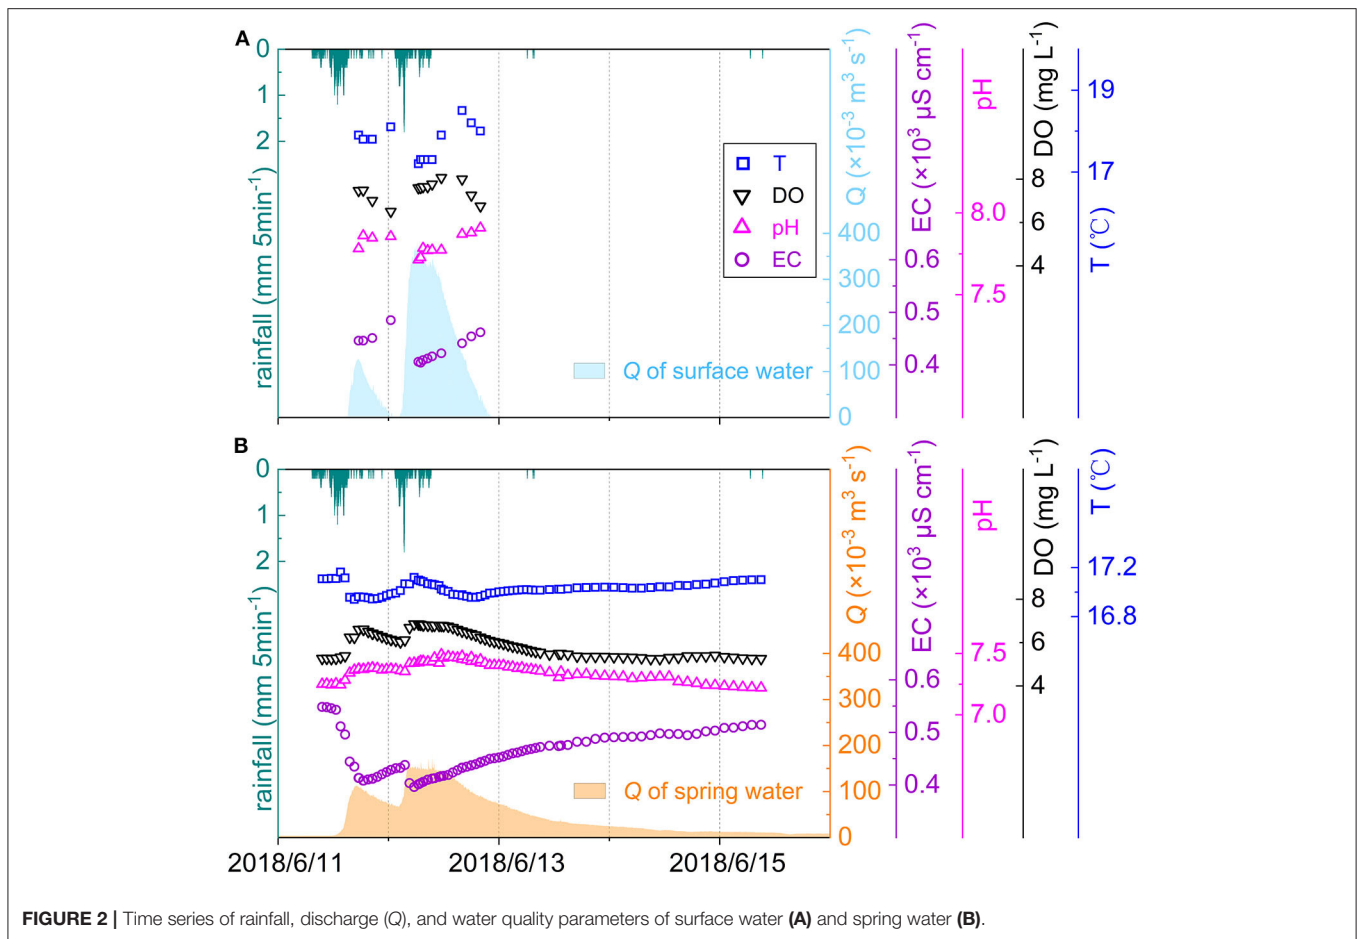 A
0
1
2
rainfall (mm 5min⁻¹)
T
DO
pH
EC
Q of surface water
Q (×10⁻³ m³ s⁻¹)
400
300
200
100
0
EC (×10³ µS cm⁻¹)
0.6
0.5
0.4
pH
8.0
7.5
DO (mg L⁻¹)
8
6
4
T (℃)
19
17
B
0
1
2
rainfall (mm 5min⁻¹)
Q of spring water
Q (×10⁻³ m³ s⁻¹)
400
300
200
100
0
EC (×10³ µS cm⁻¹)
0.6
0.5
0.4
pH
7.5
7.0
DO (mg L⁻¹)
8
6
4
T (℃)
17.2
16.8
2018/6/11 2018/6/13 2018/6/15
FIGURE 2 | Time series of rainfall, discharge (Q), and water quality parameters of surface water (A) and spring water (B).